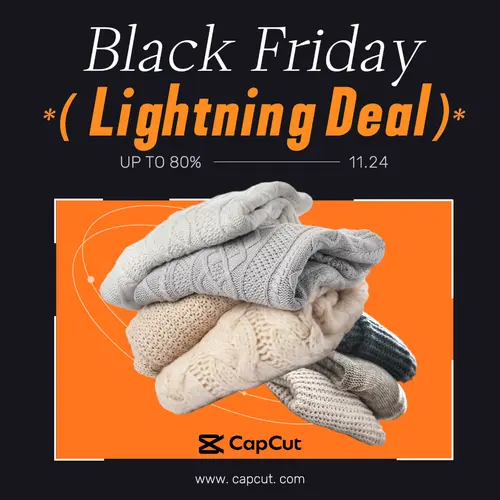 Black Friday
*( Lightning Deal )*
UP TO 80% 11.24
CapCut
www. capcut. com